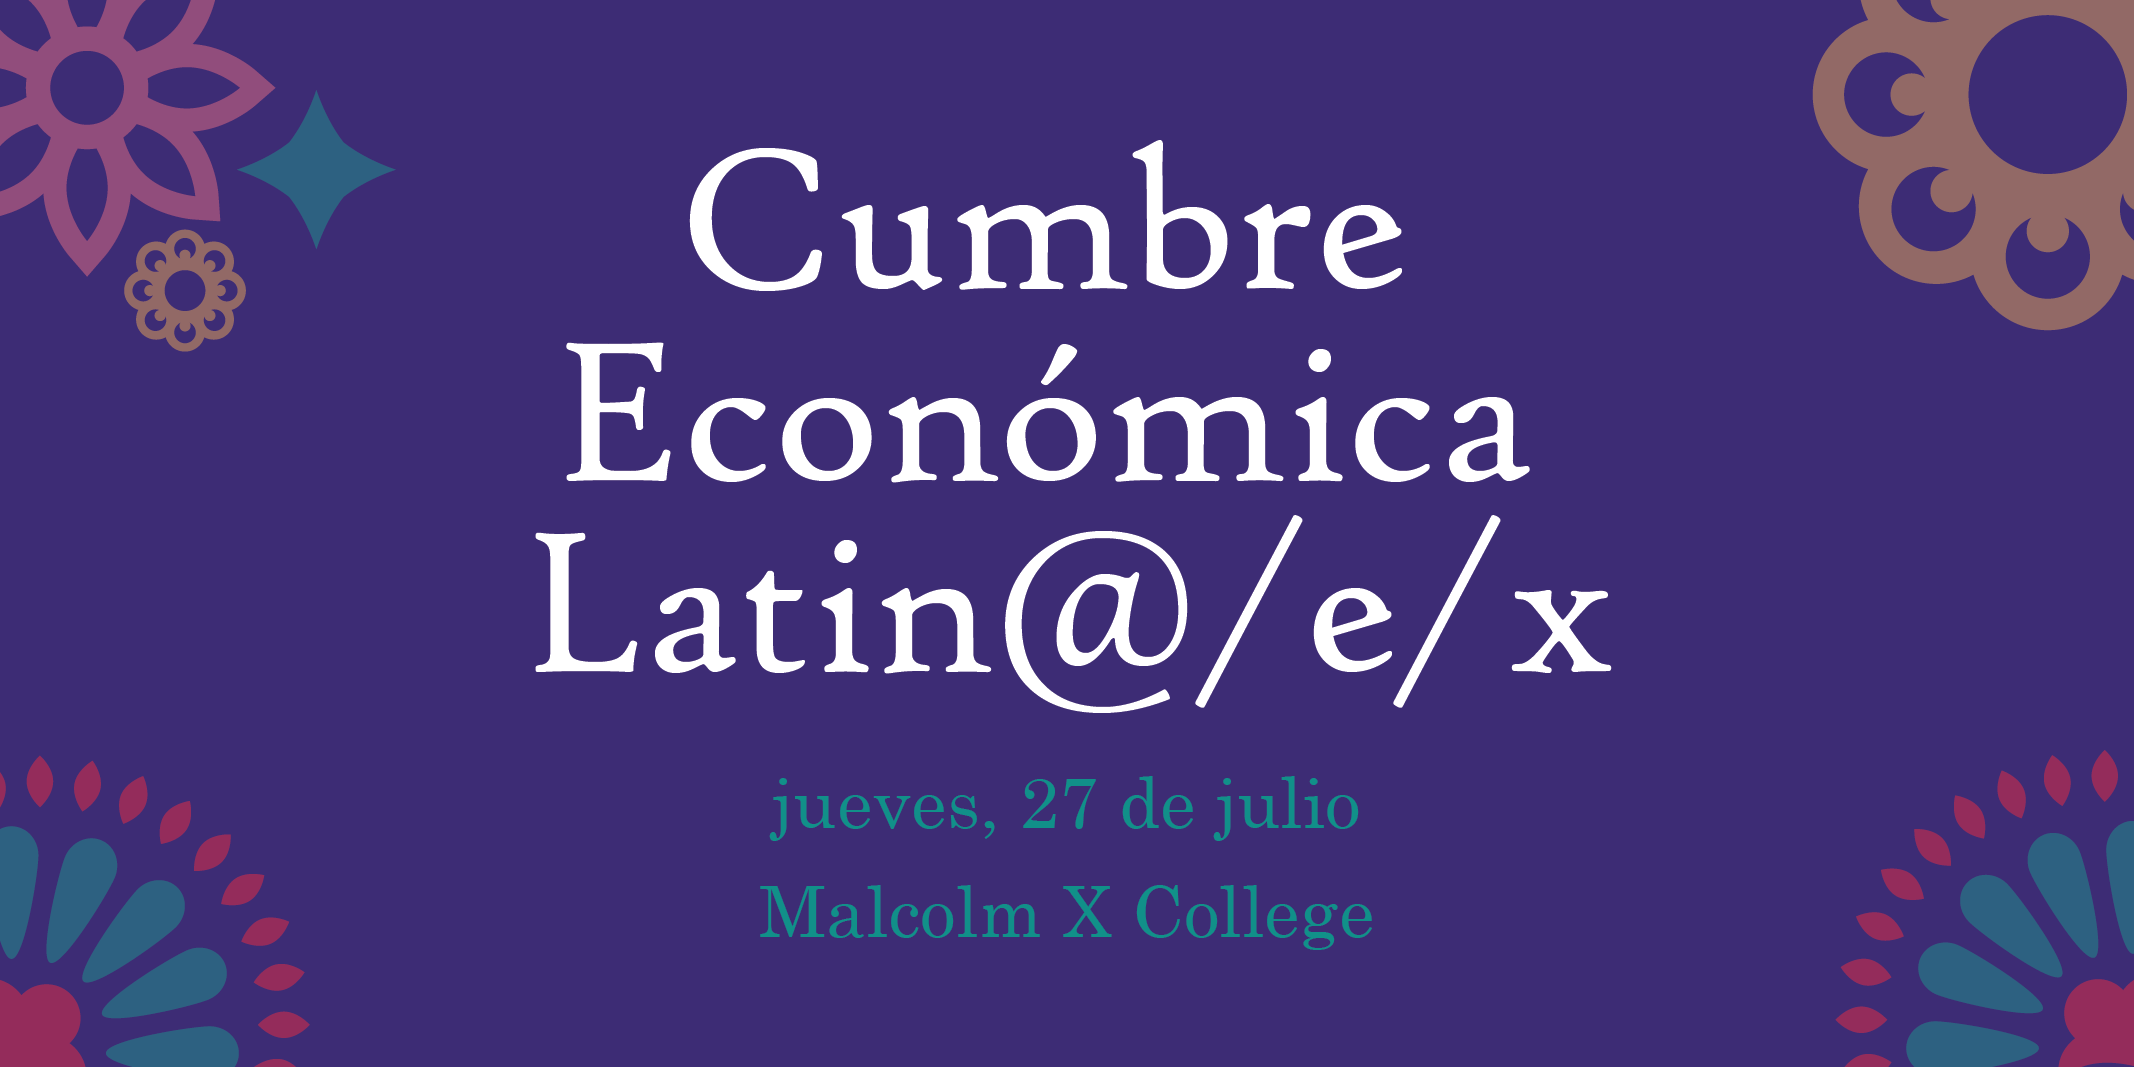 Cumbre
Económica
Latin@/e/x
jueves, 27 de julio
Malcolm X College